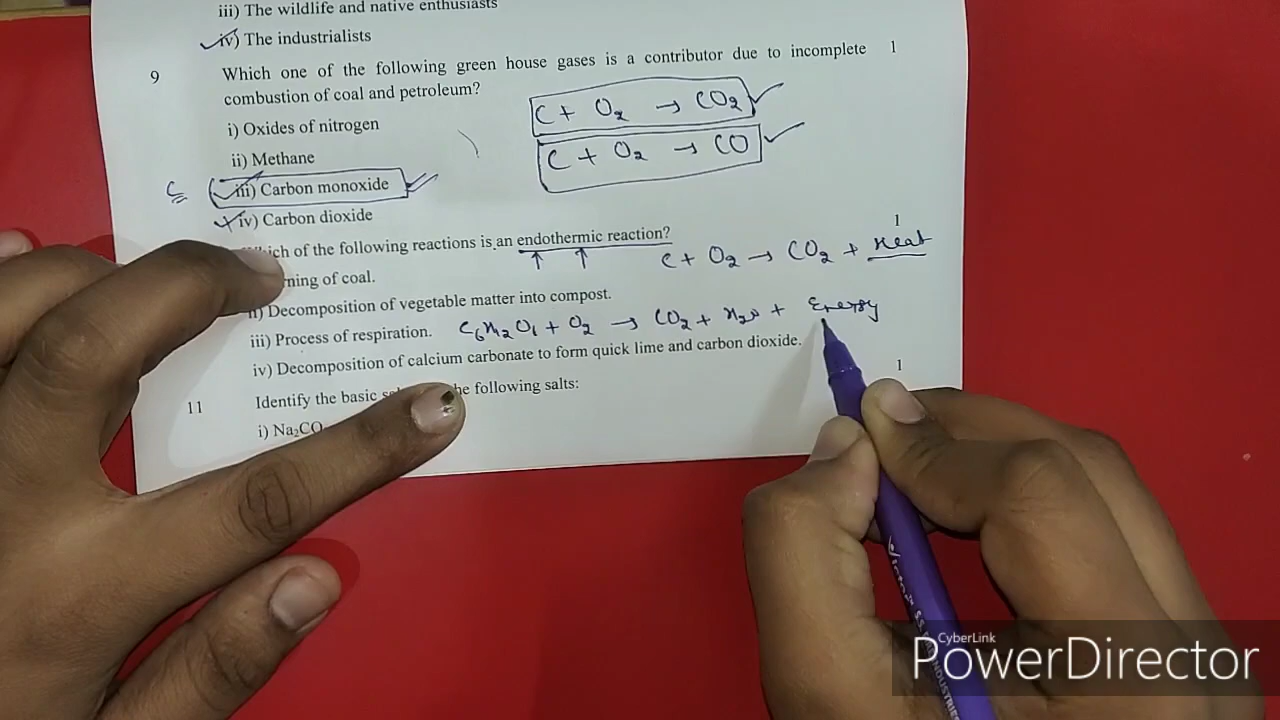 iii) The wildlife and native enthusiasts
iv) The industrialists
9 Which one of the following green house gases is a contributor due to incomplete 1
combustion of coal and petroleum?
C + O2 → CO2
i) Oxides of nitrogen
C + O2 → CO
ii) Methane
C iii) Carbon monoxide
iv) Carbon dioxide
of the following reactions is an endothermic reaction? 1
C + O2 → CO2 + Heat
of coal.
ii) Decomposition of vegetable matter into compost.
iii) Process of respiration. C6H12O6 + O2 → CO2 + H2O + Energy
iv) Decomposition of calcium carbonate to form quick lime and carbon dioxide.
11 Identify the basic the following salts: 1
i) Na2CO
CyberLink
PowerDirector